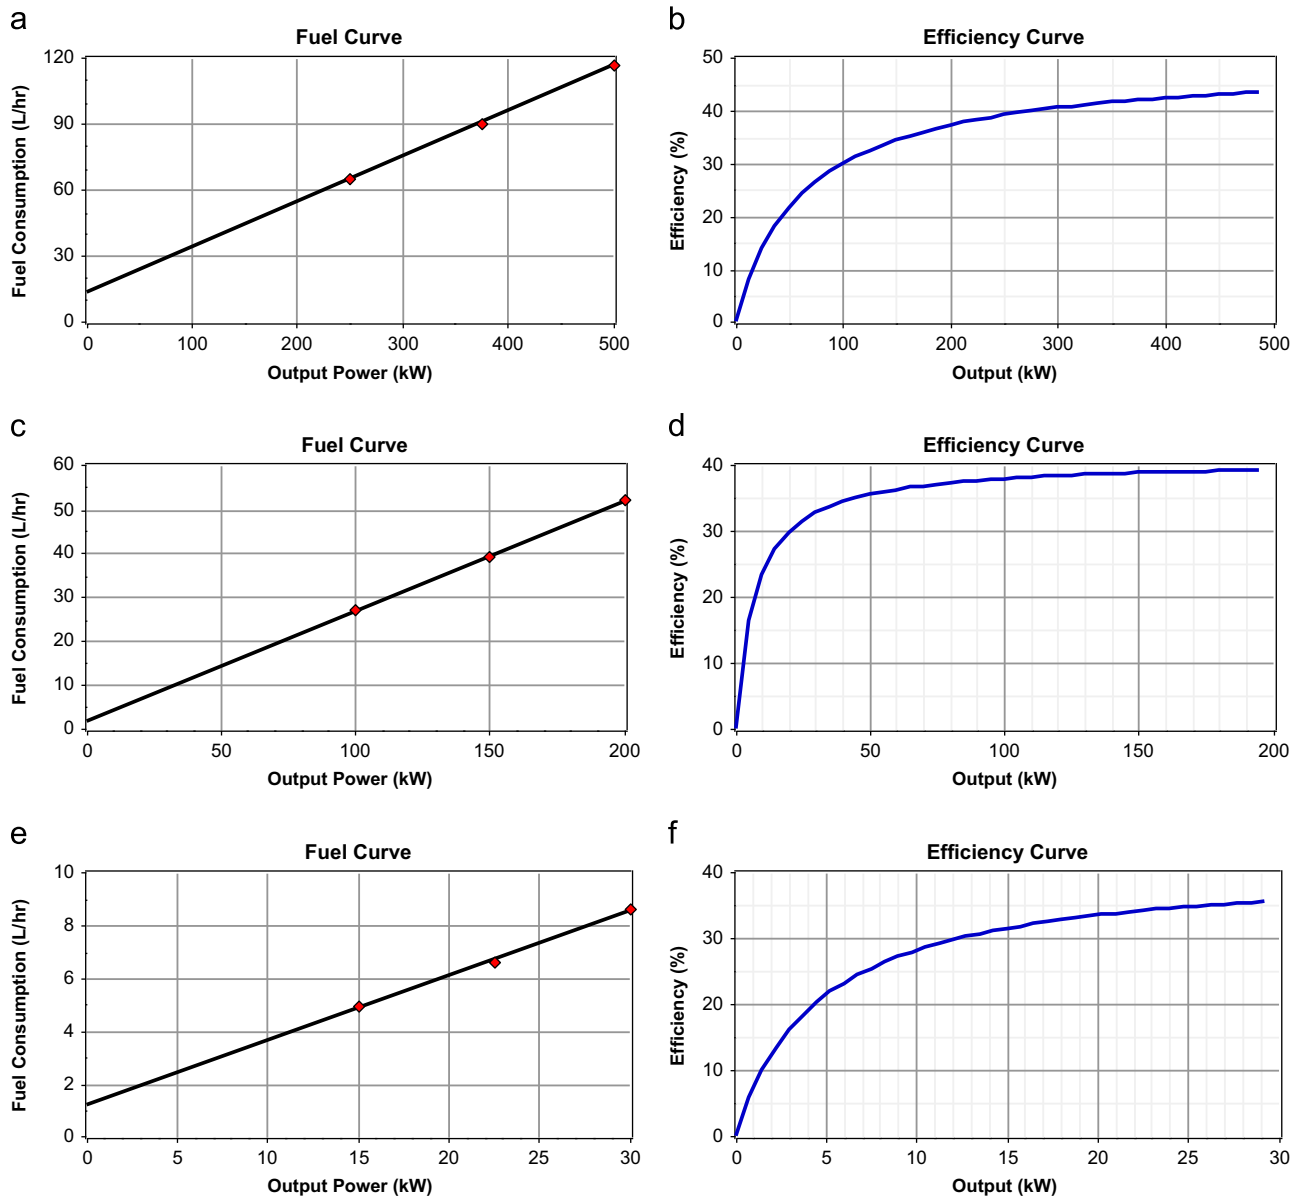 a
Fuel Curve
Fuel Consumption (L/hr)
120
90
60
30
0
0 100 200 300 400 500
Output Power (kW)
b
Efficiency Curve
Efficiency (%)
50
40
30
20
10
0
0 100 200 300 400 500
Output (kW)
c
Fuel Curve
Fuel Consumption (L/hr)
60
50
40
30
20
10
0
0 50 100 150 200
Output Power (kW)
d
Efficiency Curve
Efficiency (%)
40
30
20
10
0
0 50 100 150 200
Output (kW)
e
Fuel Curve
Fuel Consumption (L/hr)
10
8
6
4
2
0
0 5 10 15 20 25 30
Output Power (kW)
f
Efficiency Curve
Efficiency (%)
40
30
20
10
0
0 5 10 15 20 25 30
Output (kW)